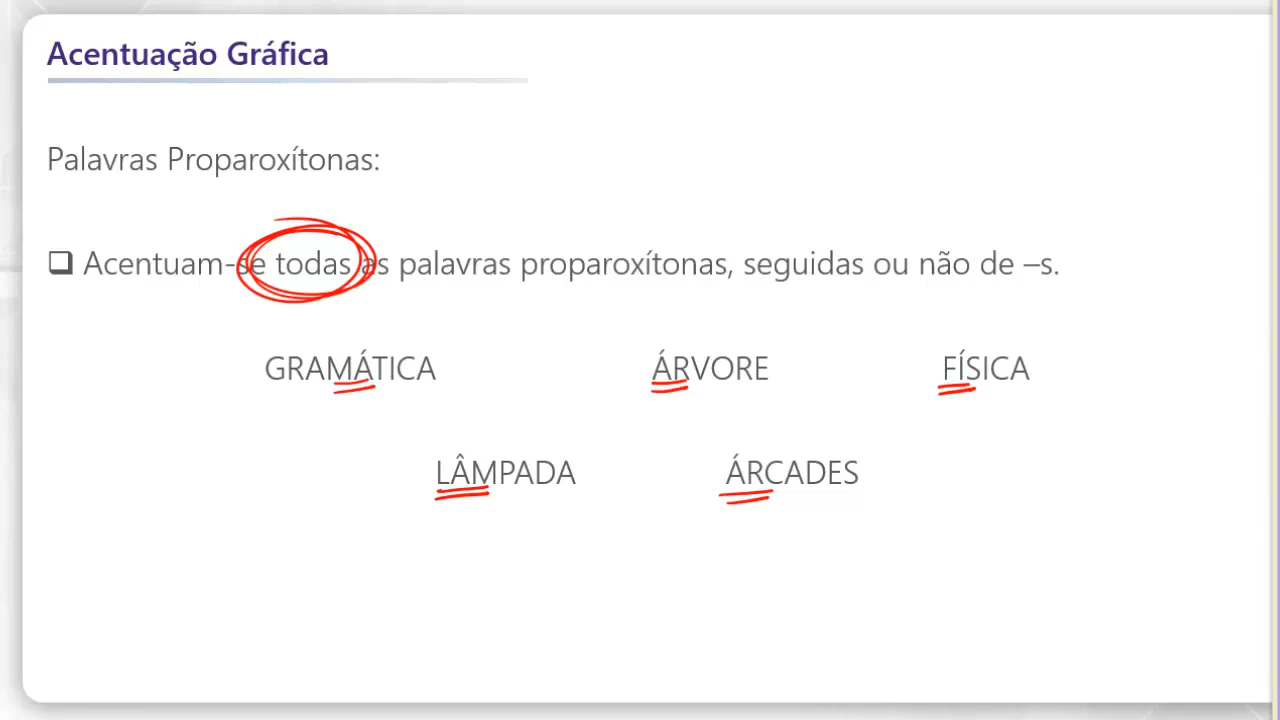 Acentuação Gráfica
Palavras Proparoxítonas:
❑ Acentuam-se todas as palavras proparoxítonas, seguidas ou não de –s.
GRAMÁTICA ÁRVORE FÍSICA
LÂMPADA ÁRCADES